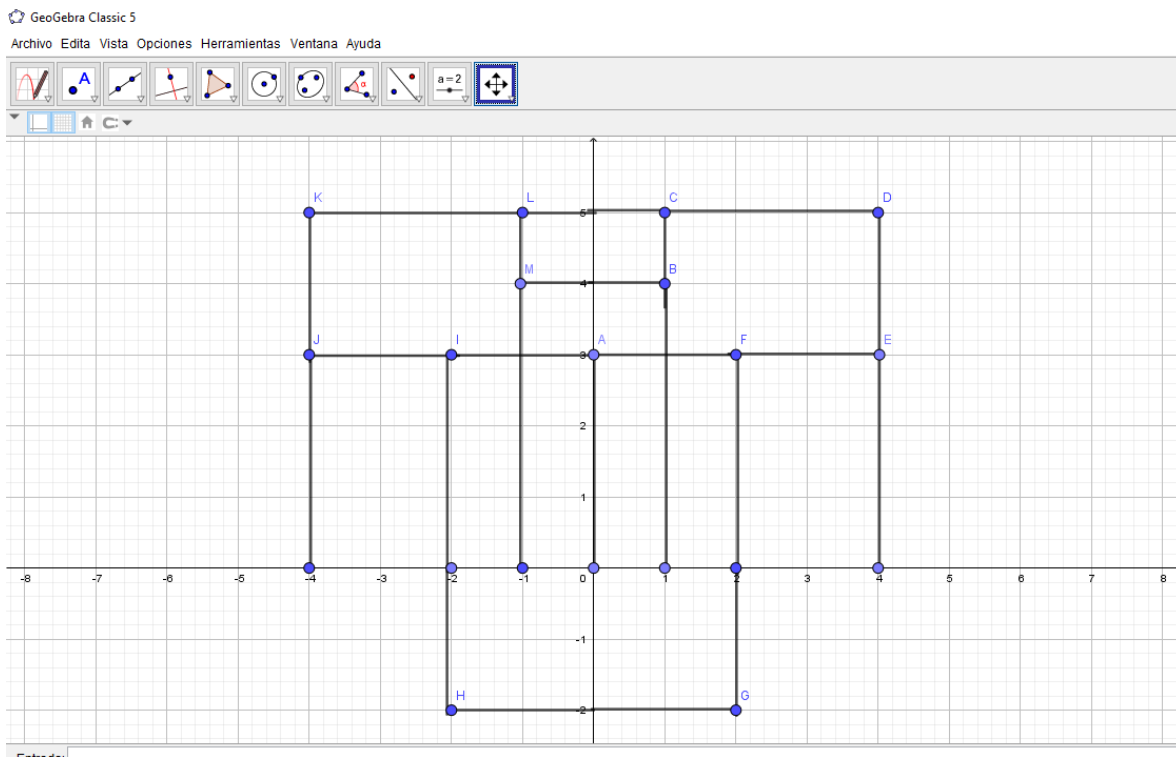 GeoGebra Classic 5
Archivo Edita Vista Opciones Herramientas Ventana Ayuda
A
α
a=2
K
L
C
D
5
M
B
4
J
I
A
F
E
3
2
1
-8
-7
-6
-5
-4
-3
-2
-1
0
1
2
3
4
5
6
7
8
-1
H
G
-2
Entrada: